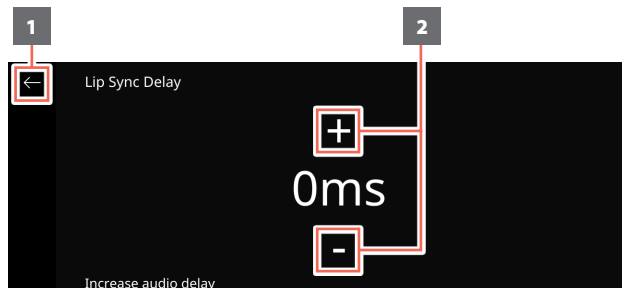 1 2
← Lip Sync Delay
+
0ms
-
Increase audio delay